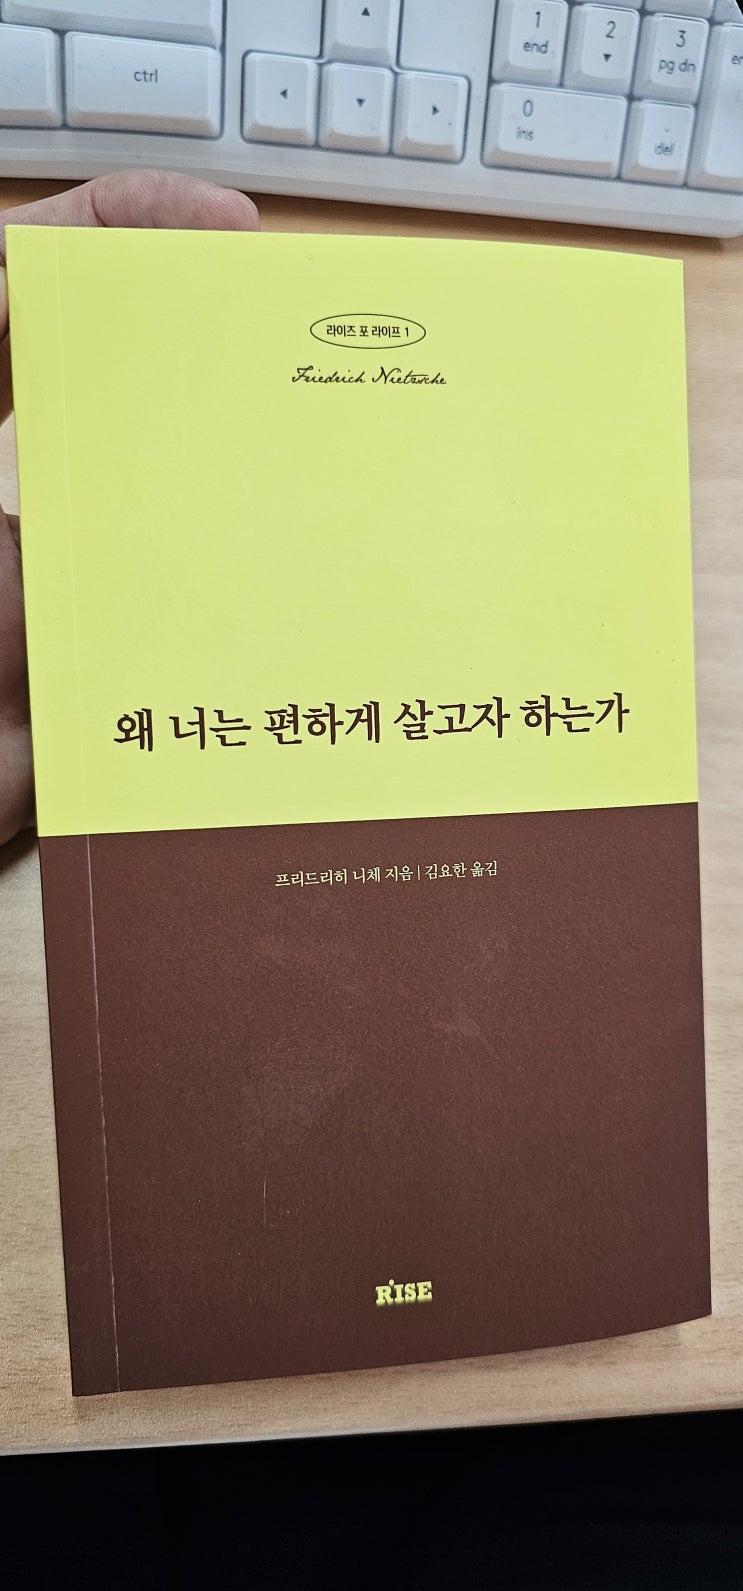 ctrl
1
end
2
3
pg dn
0
ins
del
라이즈 포 라이프 1
Friedrich Nietzsche
왜 너는 편하게 살고자 하는가
프리드리히 니체 지음 | 김요한 옮김
RISE